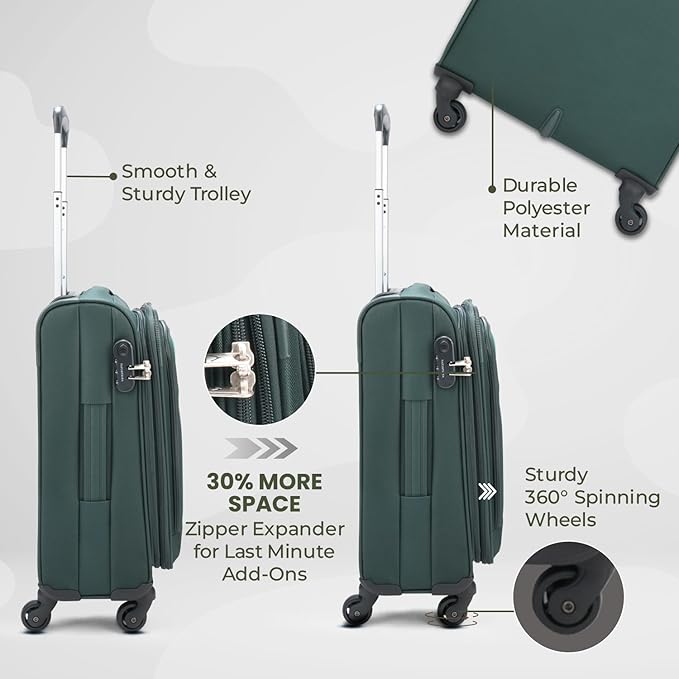 Smooth &
Sturdy Trolley
Durable
Polyester
Material
30% MORE
SPACE
Zipper Expander
for Last Minute
Add-Ons
Sturdy
360° Spinning
Wheels